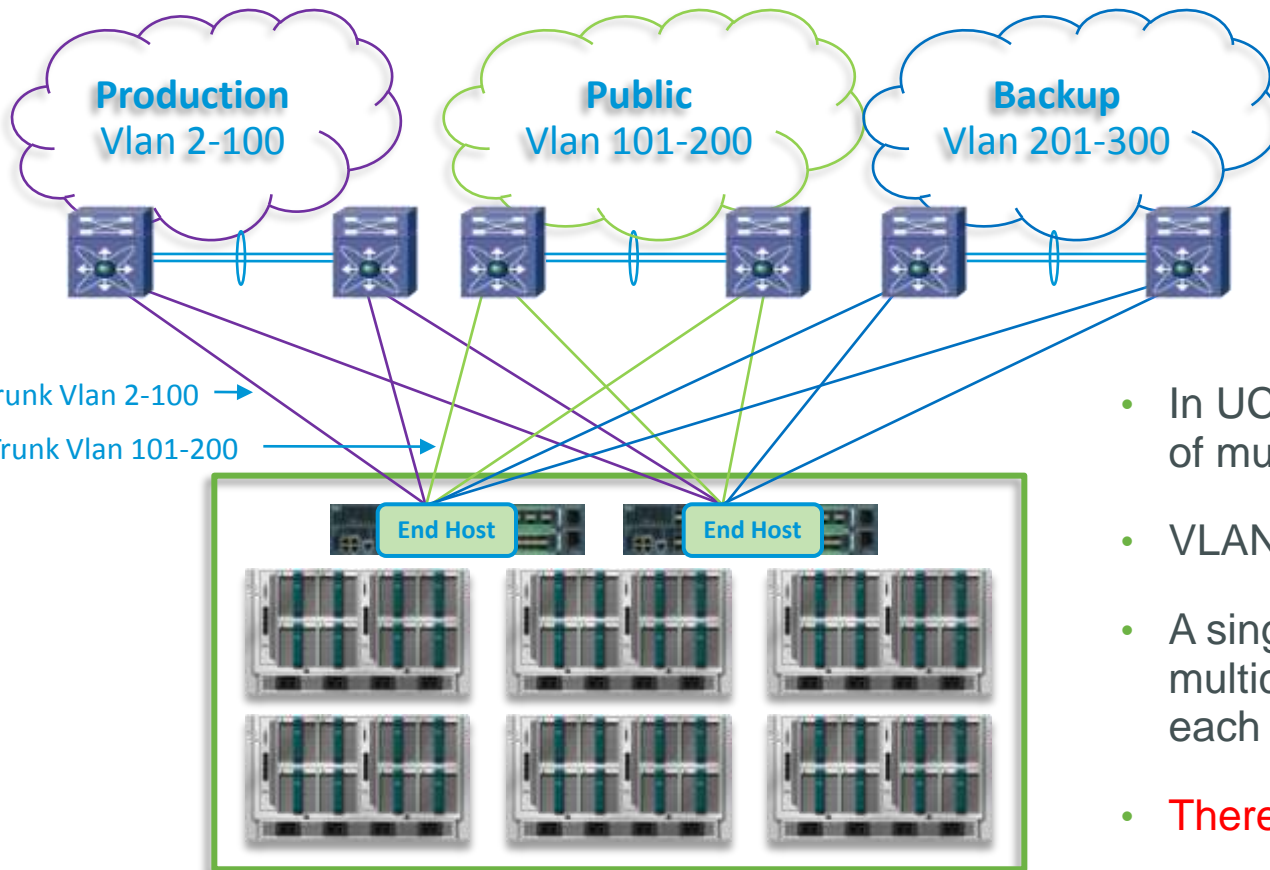 Production
Vlan 2-100
Public
Vlan 101-200
Backup
Vlan 201-300
runk Vlan 2-100
Trunk Vlan 101-200
End Host
End Host
• In UC
of mu
• VLAN
• A sing
multic
each
• There